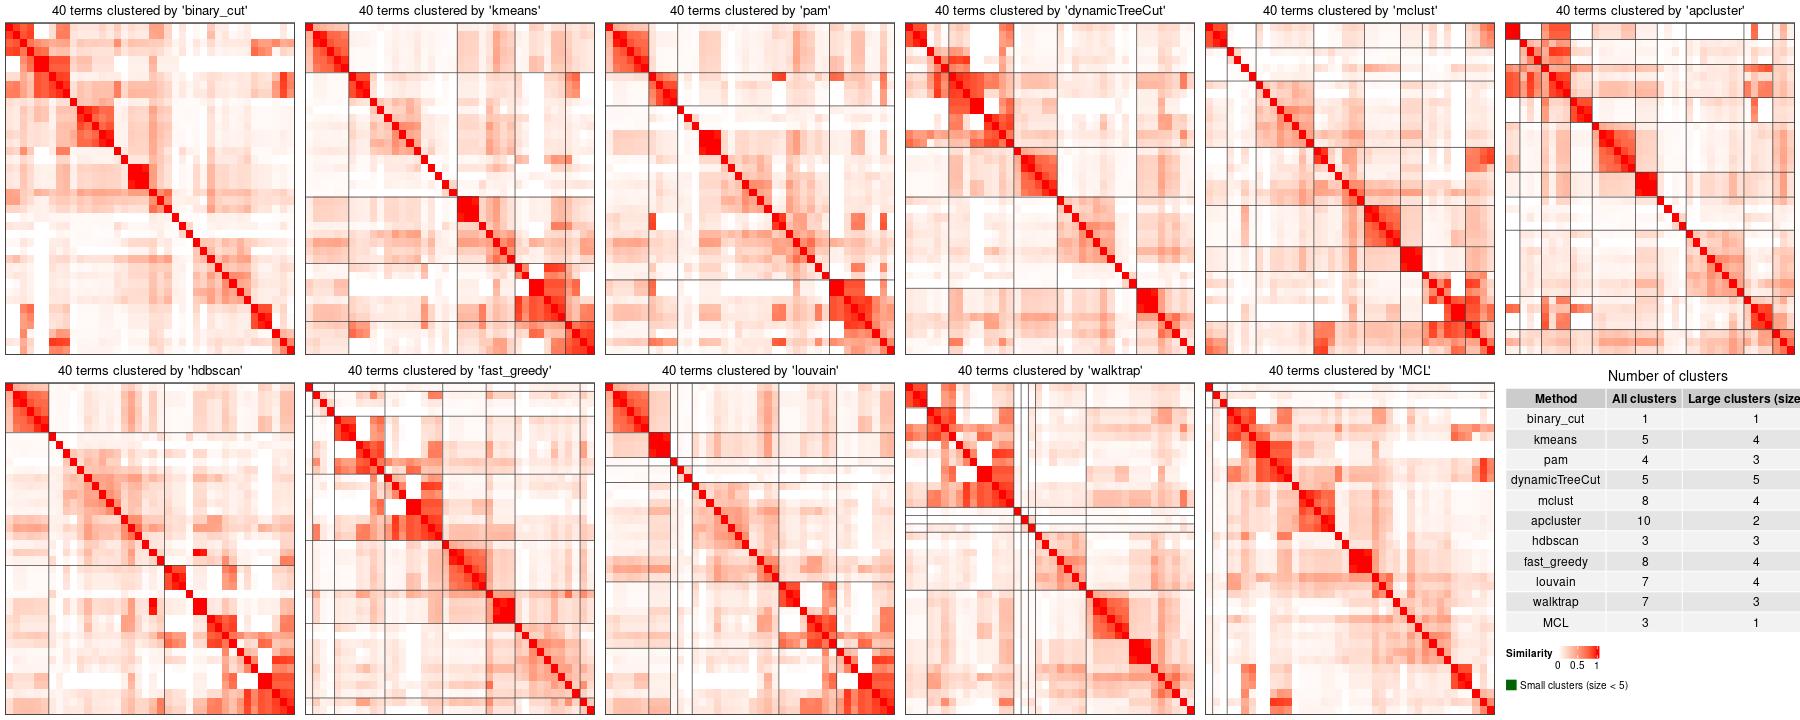 40 terms clustered by 'binary_cut'
40 terms clustered by 'kmeans'
40 terms clustered by 'pam'
40 terms clustered by 'dynamicTreeCut'
40 terms clustered by 'mclust'
40 terms clustered by 'apcluster'
40 terms clustered by 'hdbscan'
40 terms clustered by 'fast_greedy'
40 terms clustered by 'louvain'
40 terms clustered by 'walktrap'
40 terms clustered by 'MCL'
Number of clusters
Method All clusters Large clusters (size
binary_cut 1 1
kmeans 5 4
pam 4 3
dynamicTreeCut 5 5
mclust 8 4
apcluster 10 2
hdbscan 3 3
fast_greedy 8 4
louvain 7 4
walktrap 7 3
MCL 3 1
Similarity
0 0.5 1
Small clusters (size < 5)